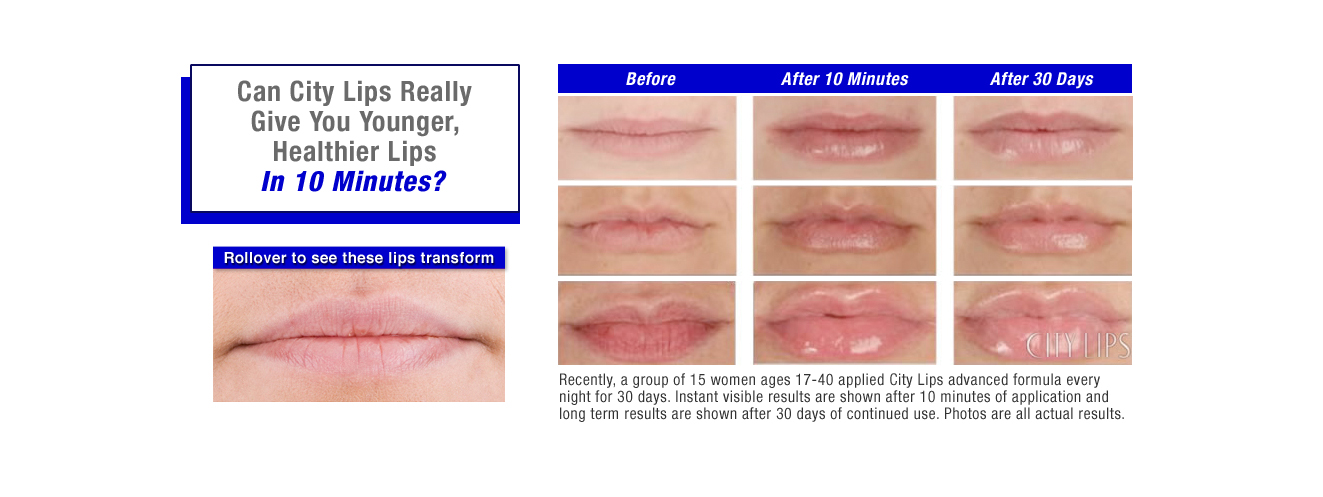 Can City Lips Really
Give You Younger,
Healthier Lips
In 10 Minutes?
Rollover to see these lips transform
Before After 10 Minutes After 30 Days
CITY LIPS
Recently, a group of 15 women ages 17-40 applied City Lips advanced formula every
night for 30 days. Instant visible results are shown after 10 minutes of application and
long term results are shown after 30 days of continued use. Photos are all actual results.